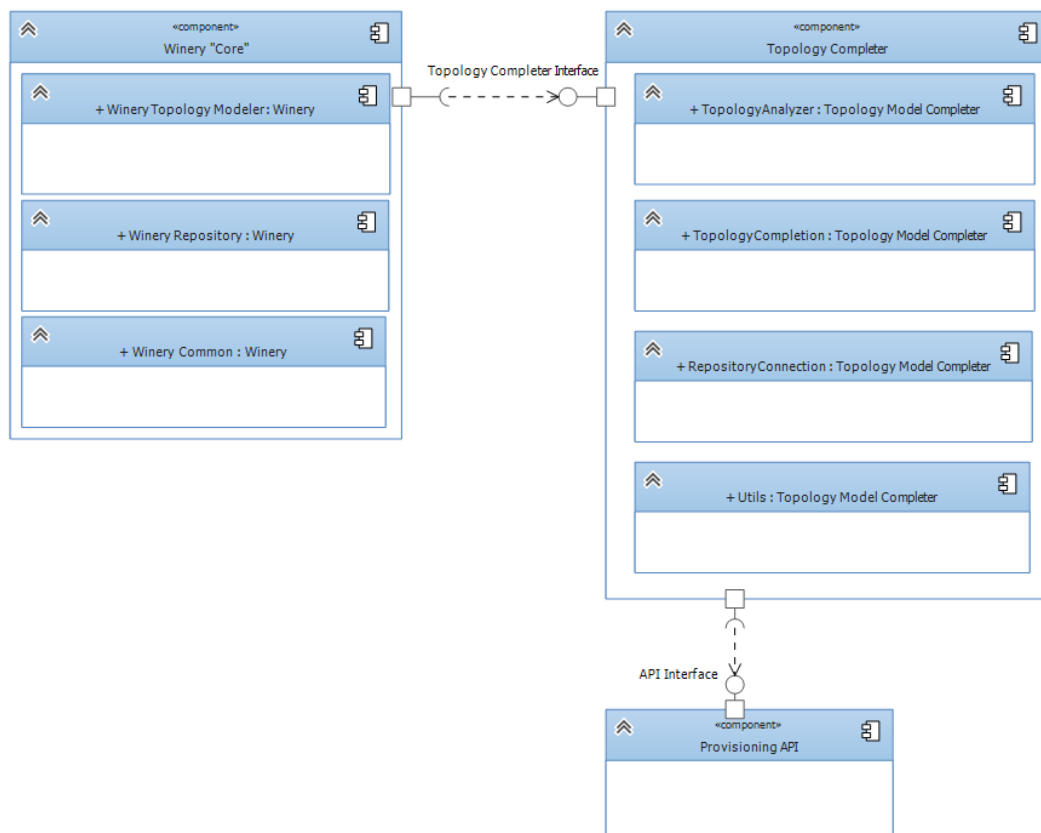 «component»
Winery "Core"
+ Winery Topology Modeler: Winery
+ Winery Repository : Winery
+ Winery Common : Winery
Topology Completer Interface
«component»
Topology Completer
+ TopologyAnalyzer : Topology Model Completer
+ TopologyCompletion : Topology Model Completer
+ RepositoryConnection : Topology Model Completer
+ Utils : Topology Model Completer
API Interface
«component»
Provisioning API